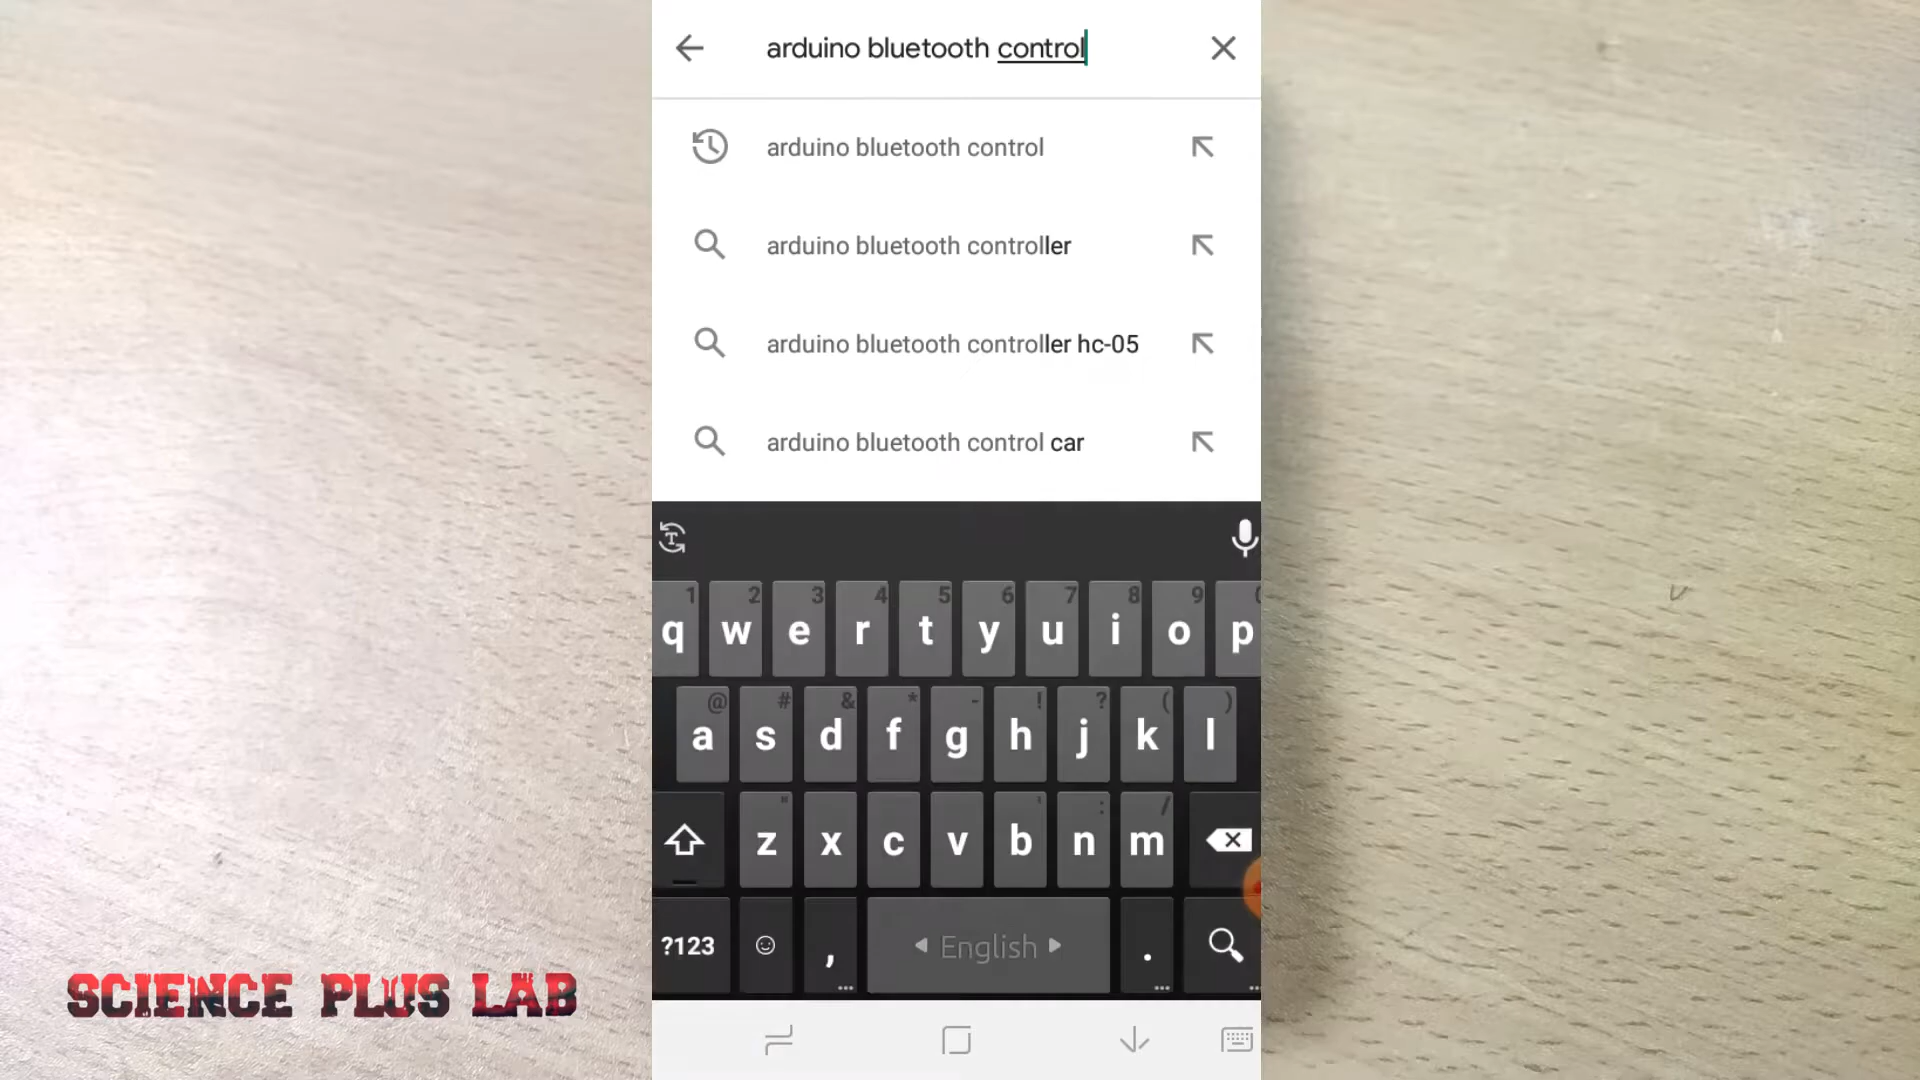 arduino bluetooth control
arduino bluetooth control
arduino bluetooth controller
arduino bluetooth controller hc-05
arduino bluetooth control car
1 2 3 4 5 6 7 8 9
q w e r t y u i o p
@ # & * - ! ? ( )
a s d f g h j k l
" ' : /
z x c v b n m
?123 , English .
SCIENCE PLUS LAB